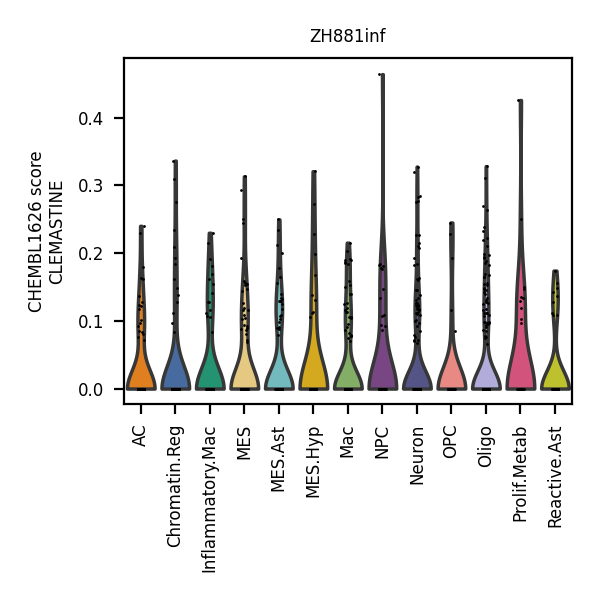 ZH881inf
CHEMBL1626 score
CLEMASTINE
0.4
0.3
0.2
0.1
0.0
AC
Chromatin.Reg
Inflammatory.Mac
MES
MES.Ast
MES.Hyp
Mac
NPC
Neuron
OPC
Oligo
Prolif.Metab
Reactive.Ast